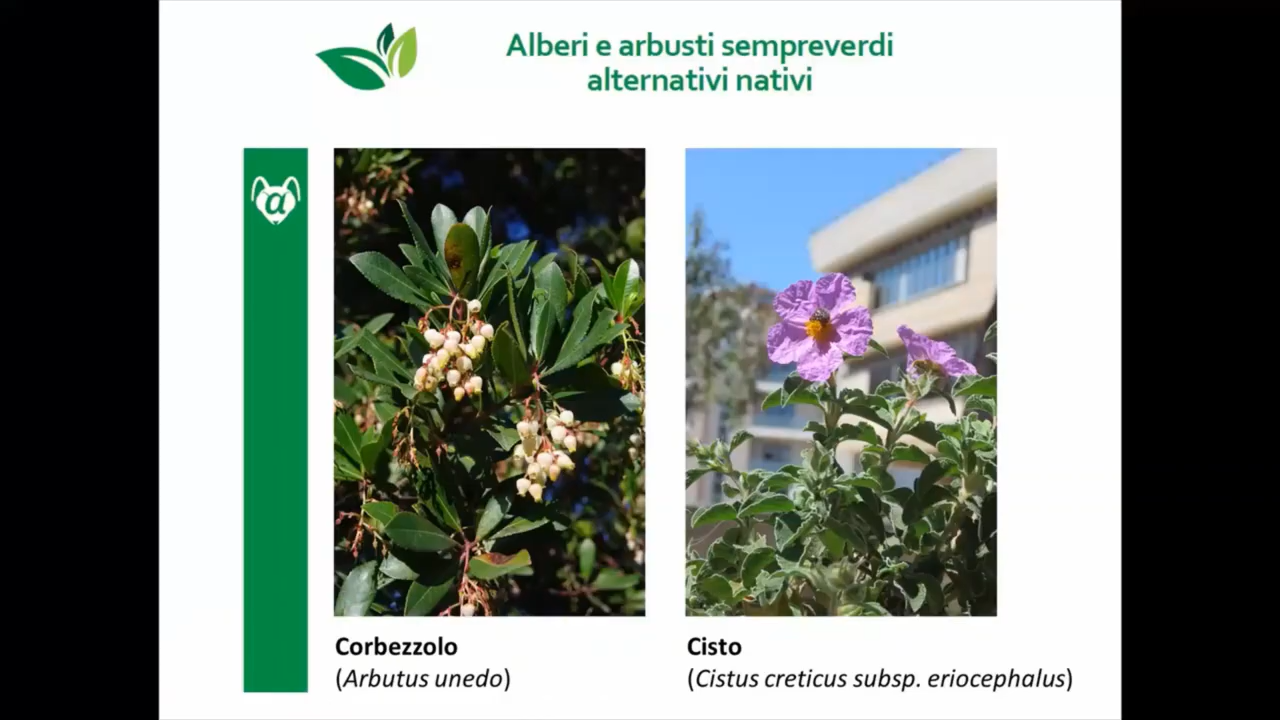 Alberi e arbusti sempreverdi
alternativi nativi
α
Corbezzolo
(Arbutus unedo)
Cisto
(Cistus creticus subsp. eriocephalus)